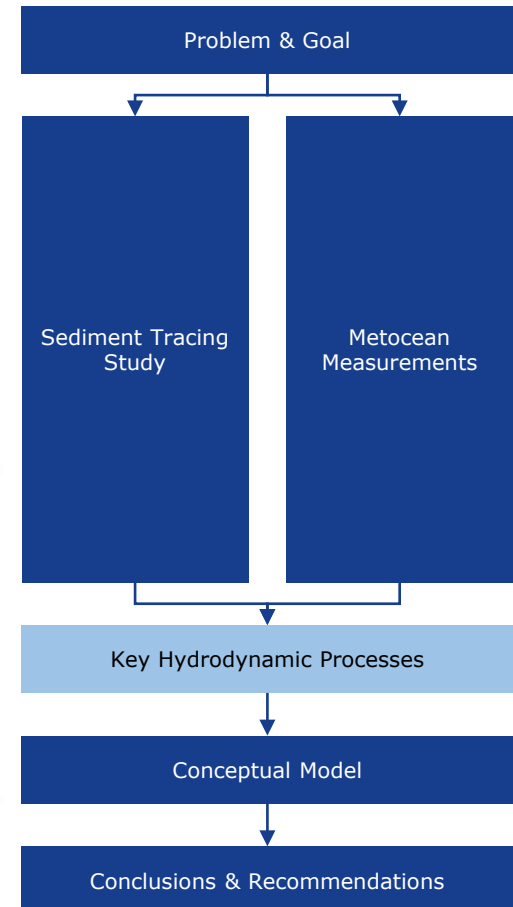 Problem & Goal
Sediment Tracing
Study
Metocean
Measurements
Key Hydrodynamic Processes
Conceptual Model
Conclusions & Recommendations